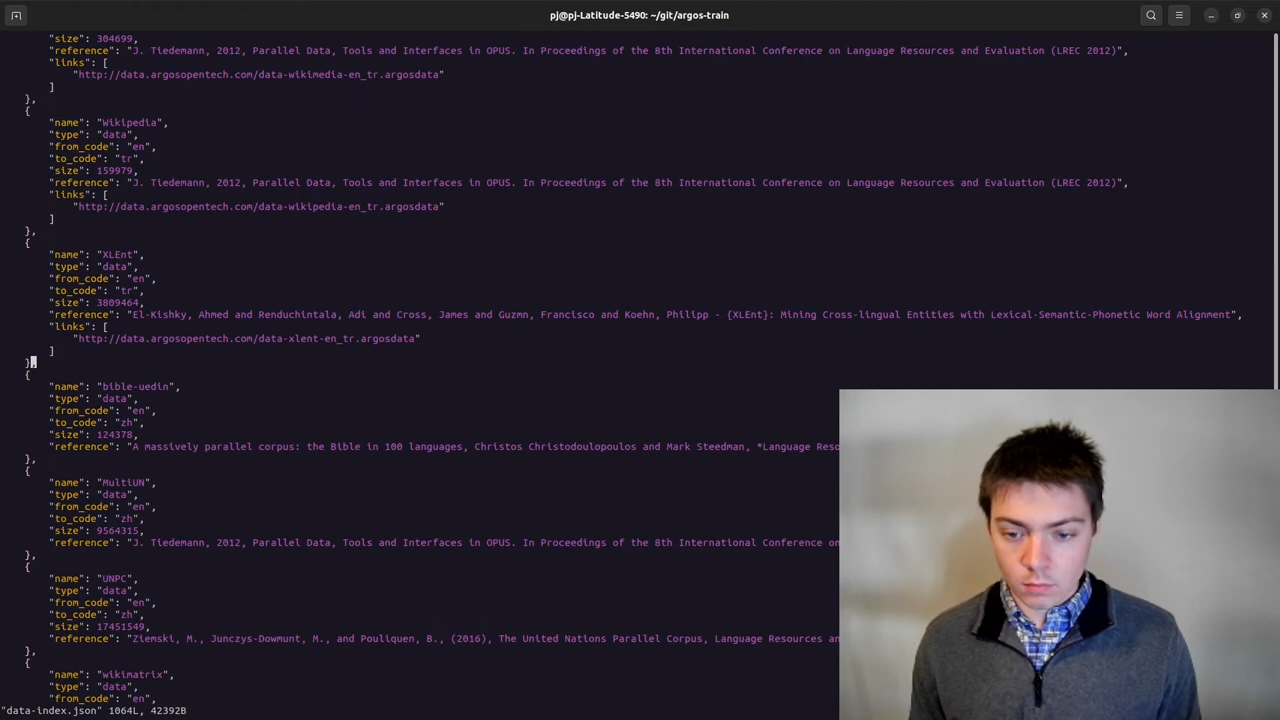 pj@pj-Latitude-5490: ~/git/argos-train
"size": 304699,
"reference": "J. Tiedemann, 2012, Parallel Data, Tools and Interfaces in OPUS. In Proceedings of the 8th International Conference on Language Resources and Evaluation (LREC 2012)",
"links": [
"http://data.argosopentech.com/data-wikimedia-en_tr.argosdata"
]
},
{
"name": "Wikipedia",
"type": "data",
"from_code": "en",
"to_code": "tr",
"size": 159979,
"reference": "J. Tiedemann, 2012, Parallel Data, Tools and Interfaces in OPUS. In Proceedings of the 8th International Conference on Language Resources and Evaluation (LREC 2012)",
"links": [
"http://data.argosopentech.com/data-wikipedia-en_tr.argosdata"
]
},
{
"name": "XLEnt",
"type": "data",
"from_code": "en",
"to_code": "tr",
"size": 3809464,
"reference": "El-Kishky, Ahmed and Renduchintala, Adi and Cross, James and Guzmn, Francisco and Koehn, Philipp - {XLEnt}: Mining Cross-lingual Entities with Lexical-Semantic-Phonetic Word Alignment",
"links": [
"http://data.argosopentech.com/data-xlent-en_tr.argosdata"
]
},
{
"name": "bible-uedin",
"type": "data",
"from_code": "en",
"to_code": "zh",
"size": 124378,
"reference": "A massively parallel corpus: the Bible in 100 languages, Christos Christodoulopoulos and Mark Steedman, *Language Reso
},
{
"name": "MultiUN",
"type": "data",
"from_code": "en",
"to_code": "zh",
"size": 9564315,
"reference": "J. Tiedemann, 2012, Parallel Data, Tools and Interfaces in OPUS. In Proceedings of the 8th International Conference on
},
{
"name": "UNPC",
"type": "data",
"from_code": "en",
"to_code": "zh",
"size": 17451549,
"reference": "Ziemski, M., Junczys-Dowmunt, M., and Pouliquen, B., (2016), The United Nations Parallel Corpus, Language Resources an
},
{
"name": "wikimatrix",
"type": "data",
"from_code": "en",
"data-index.json" 1064L, 42392B